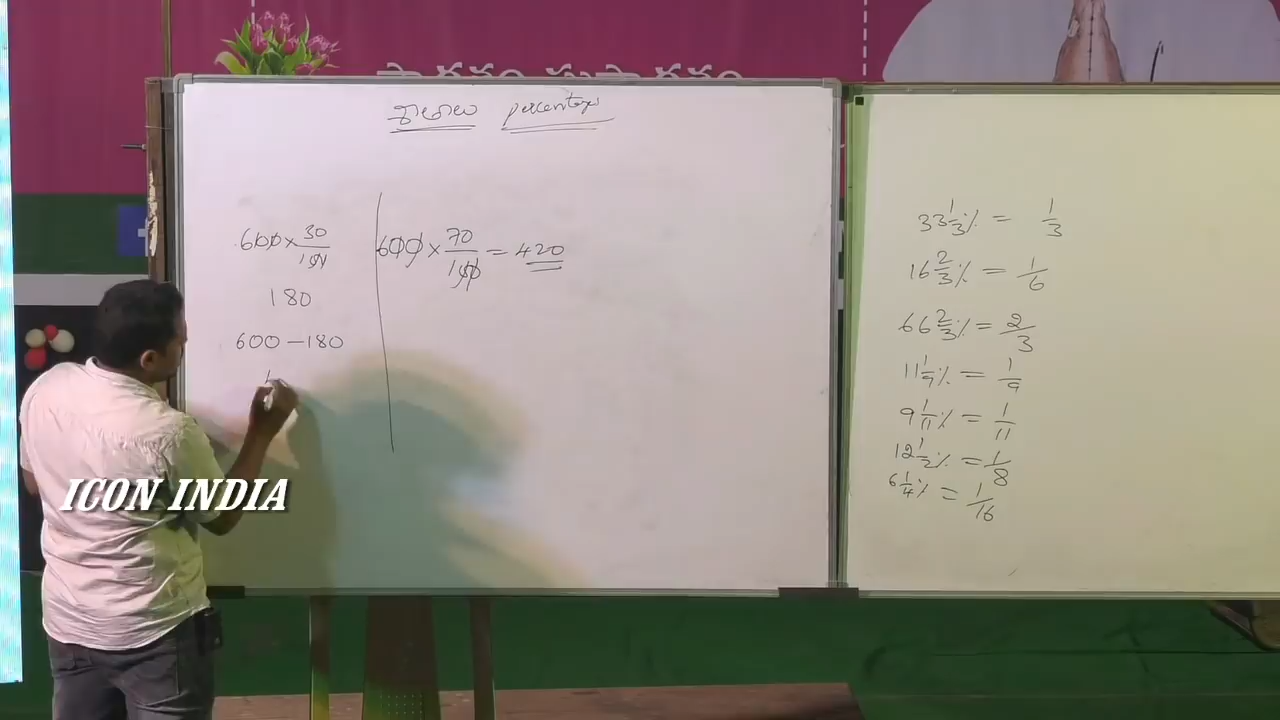 percentage
600 × 30/100
180
600 – 180
600 × 70/100 = 420
33 1/3 % = 1/3
16 2/3 % = 1/6
66 2/3 % = 2/3
11 1/9 % = 1/9
9 1/11 % = 1/11
12 1/2 % = 1/8
6 1/4 % = 1/16
ICON INDIA